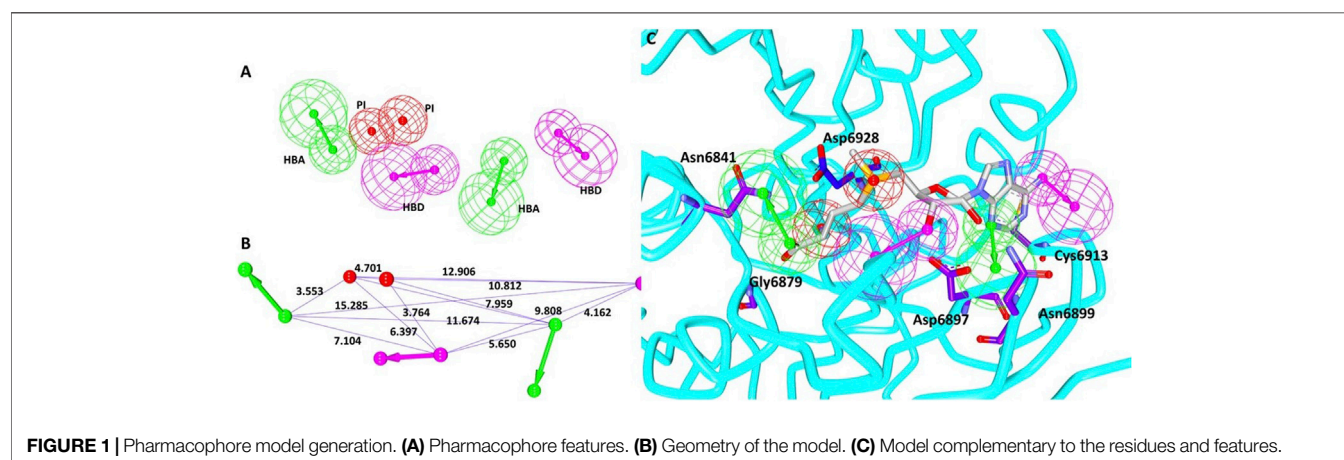 A
PI
PI
HBA
HBD
HBA
HBD
B
4.701
12.906
10.812
3.553
15.285
3.764
7.959
9.808
4.162
11.674
6.397
7.104
5.650
C
Asp6928
Asn6841
Cys6913
Gly6879
Asp6897
Asn6899
FIGURE 1 | Pharmacophore model generation. (A) Pharmacophore features. (B) Geometry of the model. (C) Model complementary to the residues and features.